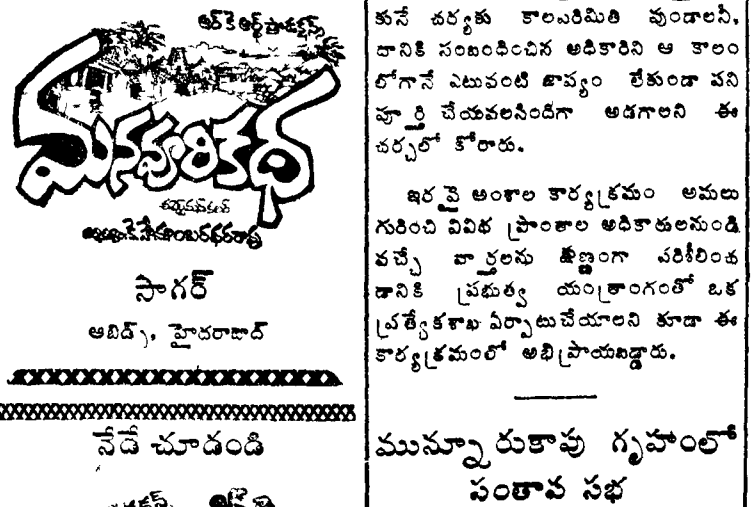 ఆర్ కె ఆర్ట్ ప్రొడక్షన్స్
మనవూరికథ
సాగర్
ఆబిడ్స్, హైదరాబాద్
నేడే చూడండి
కునే చర్యకు కాలపరిమితి వుండాలనీ,
దానికి సంబంధించిన అధికారిని ఆ కాలం
లోగానే ఎటువంటి జాప్యం లేకుండా పని
పూర్తి చేయవలసిందిగా అడగాలని ఈ
చర్చలో కోరారు.
ఇరవై అంశాల కార్యక్రమం అమలు
గురించి వివిధ ప్రాంతాల అధికారులనుండి
వచ్చే వార్తలను క్షుణ్ణంగా పరిశీలించ
డానికి ప్రభుత్వ యంత్రాంగంతో ఒక
ప్రత్యేకశాఖ ఏర్పాటుచేయాలని కూడా ఈ
కార్యక్రమంలో అభిప్రాయబడ్డారు.
మున్నూరుకాపు గృహంలో
సంతాప సభ